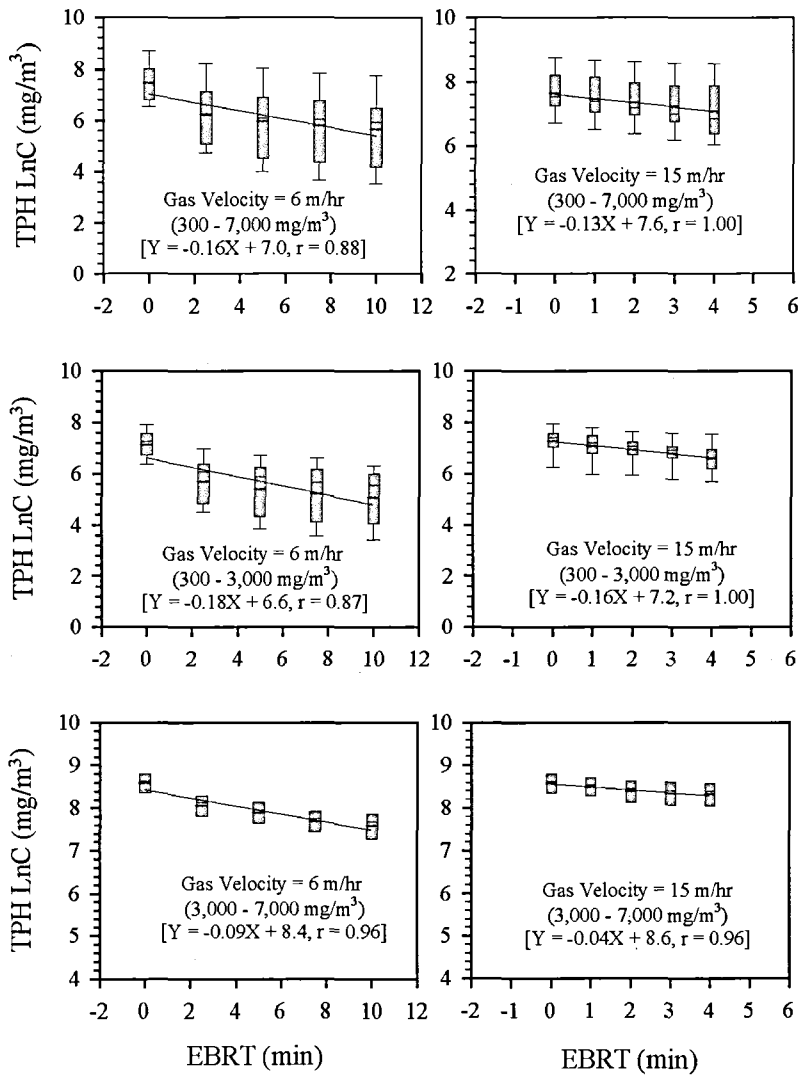 TPH LnC (mg/m³)
10
8
6
4
2
0
Gas Velocity = 6 m/hr
(300 - 7,000 mg/m³)
[Y = -0.16X + 7.0, r = 0.88]
-2 0 2 4 6 8 10 12
10
8
6
4
2
Gas Velocity = 15 m/hr
(300 - 7,000 mg/m³)
[Y = -0.13X + 7.6, r = 1.00]
-2 -1 0 1 2 3 4 5 6
TPH LnC (mg/m³)
10
8
6
4
2
0
Gas Velocity = 6 m/hr
(300 - 3,000 mg/m³)
[Y = -0.18X + 6.6, r = 0.87]
-2 0 2 4 6 8 10 12
10
8
6
4
2
0
Gas Velocity = 15 m/hr
(300 - 3,000 mg/m³)
[Y = -0.16X + 7.2, r = 1.00]
-2 -1 0 1 2 3 4 5 6
TPH LnC (mg/m³)
10
9
8
7
6
5
4
Gas Velocity = 6 m/hr
(3,000 - 7,000 mg/m³)
[Y = -0.09X + 8.4, r = 0.96]
-2 0 2 4 6 8 10 12
EBRT (min)
10
9
8
7
6
5
4
Gas Velocity = 15 m/hr
(3,000 - 7,000 mg/m³)
[Y = -0.04X + 8.6, r = 0.96]
-2 -1 0 1 2 3 4 5 6
EBRT (min)